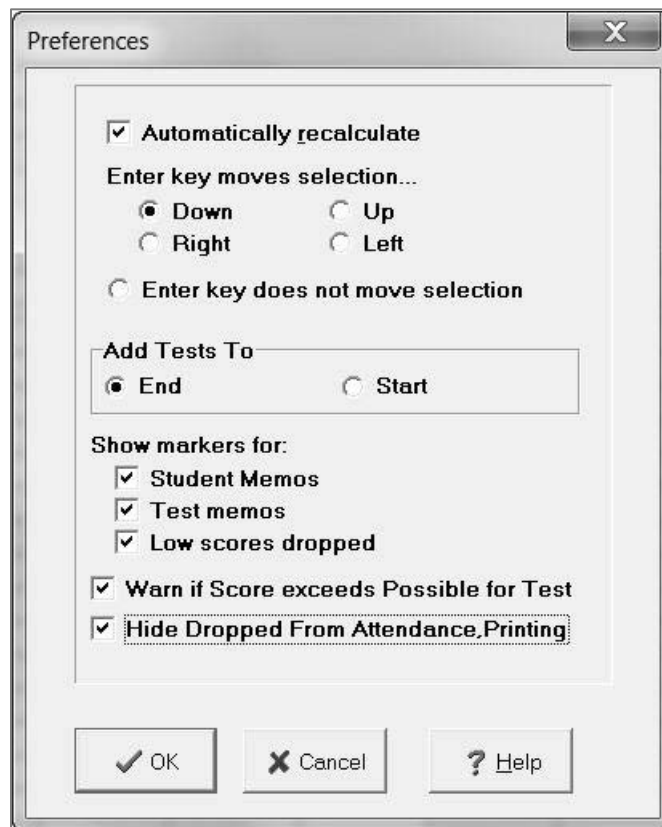 Preferences
Automatically recalculate
Enter key moves selection...
Down Up
Right Left
Enter key does not move selection
Add Tests To
End Start
Show markers for:
Student Memos
Test memos
Low scores dropped
Warn if Score exceeds Possible for Test
Hide Dropped From Attendance,Printing
OK Cancel Help